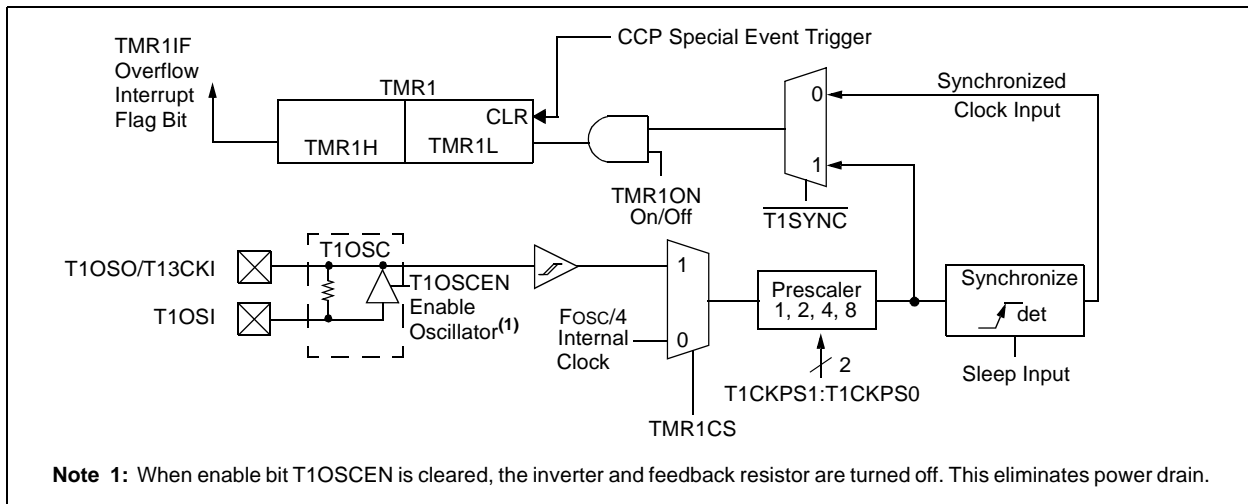 TMR1IF
Overflow
Interrupt
Flag Bit
CCP Special Event Trigger
TMR1
CLR
TMR1H
TMR1L
TMR1ON
On/Off
0
1
T1SYNC
Synchronized
Clock Input
T1OSC
T1OSO/T13CKI
T1OSI
T1OSCEN
Enable
Oscillator(1)
FOSC/4
Internal
Clock
1
0
TMR1CS
Prescaler
1, 2, 4, 8
2
T1CKPS1:T1CKPS0
Synchronize
det
Sleep Input
Note 1: When enable bit T1OSCEN is cleared, the inverter and feedback resistor are turned off. This eliminates power drain.